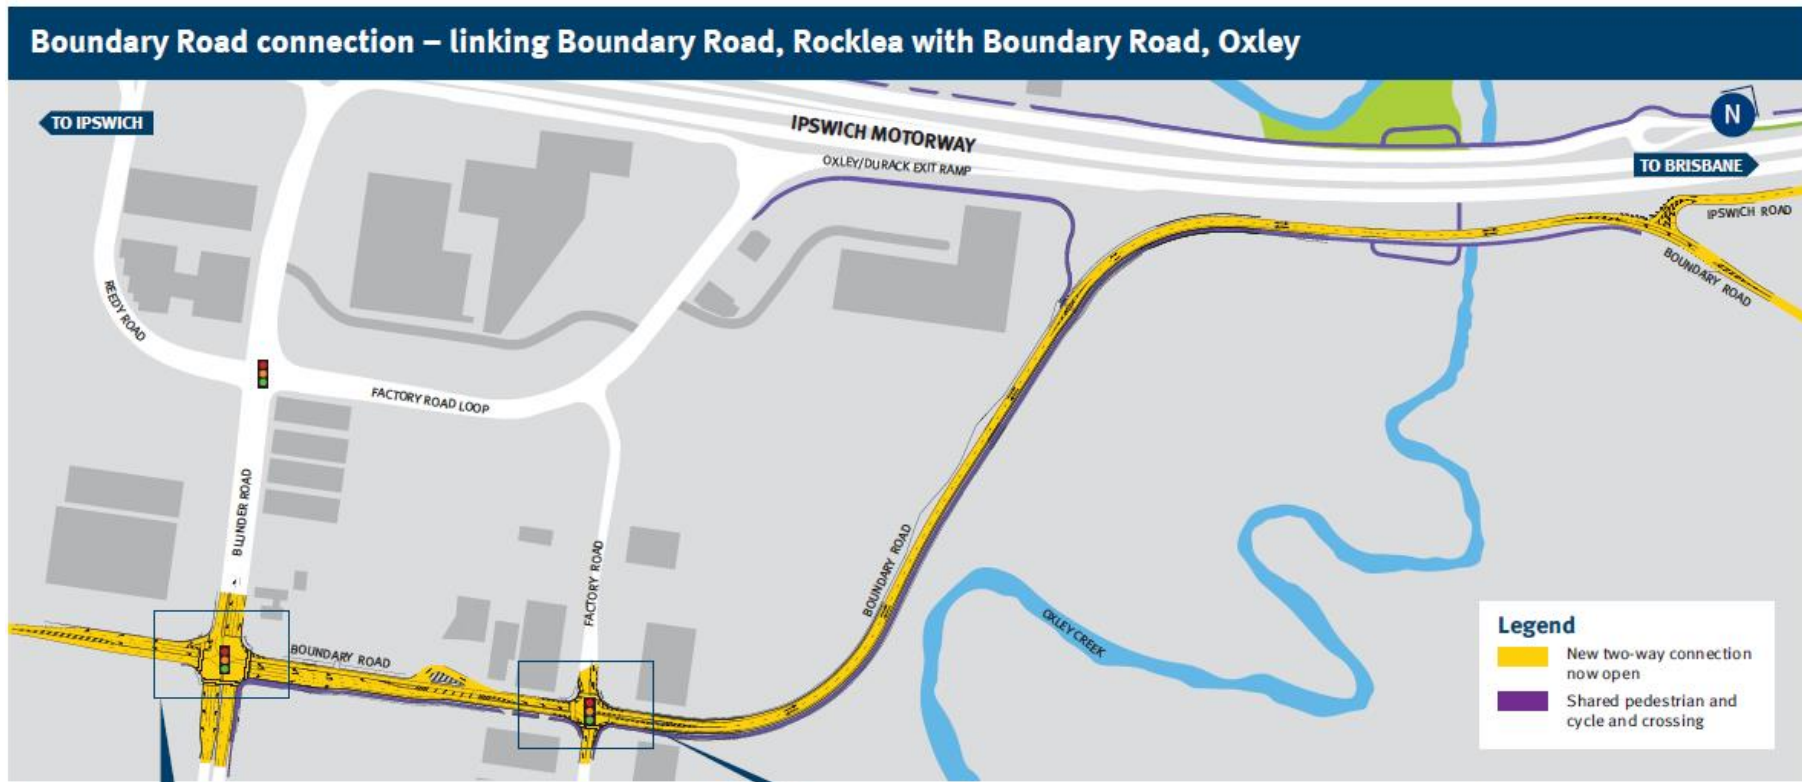 Boundary Road connection – linking Boundary Road, Rocklea with Boundary Road, Oxley
TO IPSWICH
IPSWICH MOTORWAY
OXLEY/DURACK EXIT RAMP
N
TO BRISBANE
IPSWICH ROAD
BOUNDARY ROAD
REEDY ROAD
FACTORY ROAD LOOP
BLUNDER ROAD
FACTORY ROAD
BOUNDARY ROAD
BOUNDARY ROAD
OXLEY CREEK
Legend
New two-way connection
now open
Shared pedestrian and
cycle and crossing